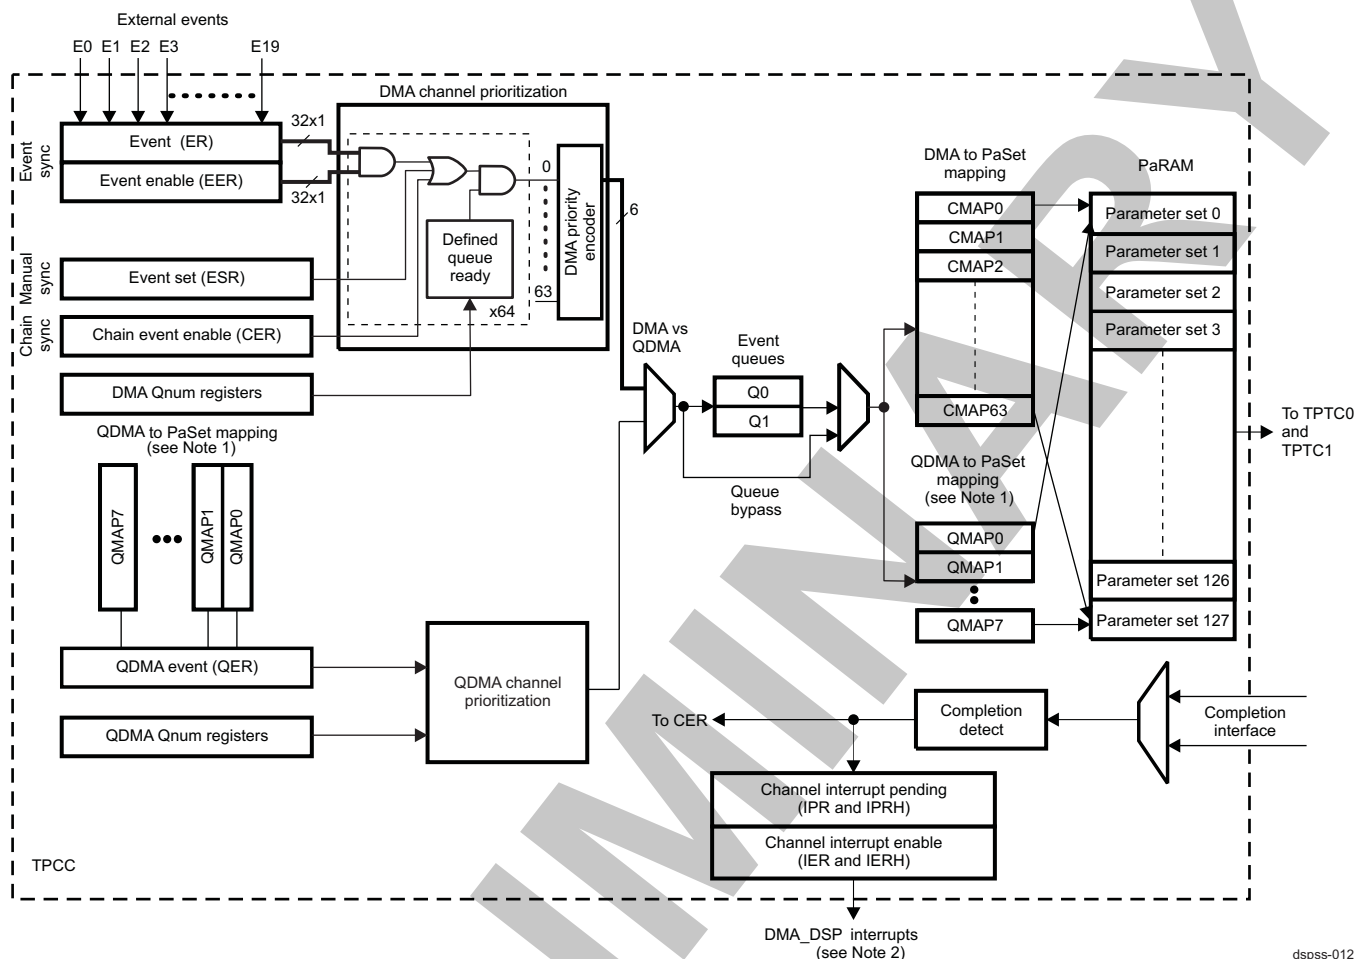 External events
E0 E1 E2 E3 E19
DMA channel prioritization
Event sync
Event (ER)
Event enable (EER)
32x1
32x1
0
63
DMA priority encoder
6
Defined
queue
ready
x64
Manual sync
Event set (ESR)
Chain sync
Chain event enable (CER)
DMA Qnum registers
QDMA to PaSet mapping
(see Note 1)
QMAP7
QMAP1
QMAP0
QDMA event (QER)
QDMA Qnum registers
QDMA channel
prioritization
DMA vs
QDMA
Event
queues
Q0
Q1
Queue
bypass
DMA to PaSet
mapping
CMAP0
CMAP1
CMAP2
CMAP63
QDMA to PaSet
mapping
(see Note 1)
QMAP0
QMAP1
QMAP7
PaRAM
Parameter set 0
Parameter set 1
Parameter set 2
Parameter set 3
Parameter set 126
Parameter set 127
To TPTC0
and
TPTC1
To CER
Completion
detect
Completion
interface
Channel interrupt pending
(IPR and IPRH)
Channel interrupt enable
(IER and IERH)
TPCC
DMA_DSP interrupts
(see Note 2)
dspss-012
IMINARY